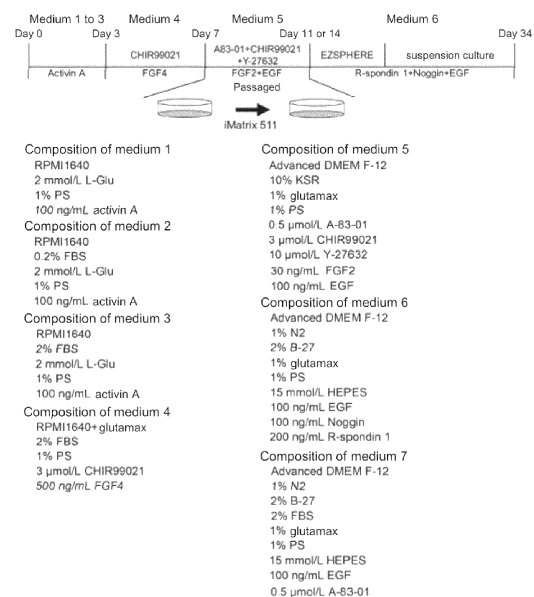 Medium 1 to 3 Medium 4 Medium 5 Medium 6
Day 0 Day 3 Day 7 Day 11 or 14 Day 34
CHIR99021 A83-01+CHIR99021 +Y-27632 EZSPHERE suspension culture
Activin A FGF4 FGF2+EGF R-spondin 1+Noggin+EGF
Passaged
iMatrix 511
Composition of medium 1
RPMI1640
2 mmol/L L-Glu
1% PS
100 ng/mL activin A
Composition of medium 2
RPMI1640
0.2% FBS
2 mmol/L L-Glu
1% PS
100 ng/mL activin A
Composition of medium 3
RPMI1640
2% FBS
2 mmol/L L-Glu
1% PS
100 ng/mL activin A
Composition of medium 4
RPMI1640+glutamax
2% FBS
1% PS
3 µmol/L CHIR99021
500 ng/mL FGF4
Composition of medium 5
Advanced DMEM F-12
10% KSR
1% glutamax
1% PS
0.5 µmol/L A-83-01
3 µmol/L CHIR99021
10 µmol/L Y-27632
30 ng/mL FGF2
100 ng/mL EGF
Composition of medium 6
Advanced DMEM F-12
1% N2
2% B-27
1% glutamax
1% PS
15 mmol/L HEPES
100 ng/mL EGF
100 ng/mL Noggin
200 ng/mL R-spondin 1
Composition of medium 7
Advanced DMEM F-12
1% N2
2% B-27
2% FBS
1% glutamax
1% PS
15 mmol/L HEPES
100 ng/mL EGF
0.5 µmol/L A-83-01